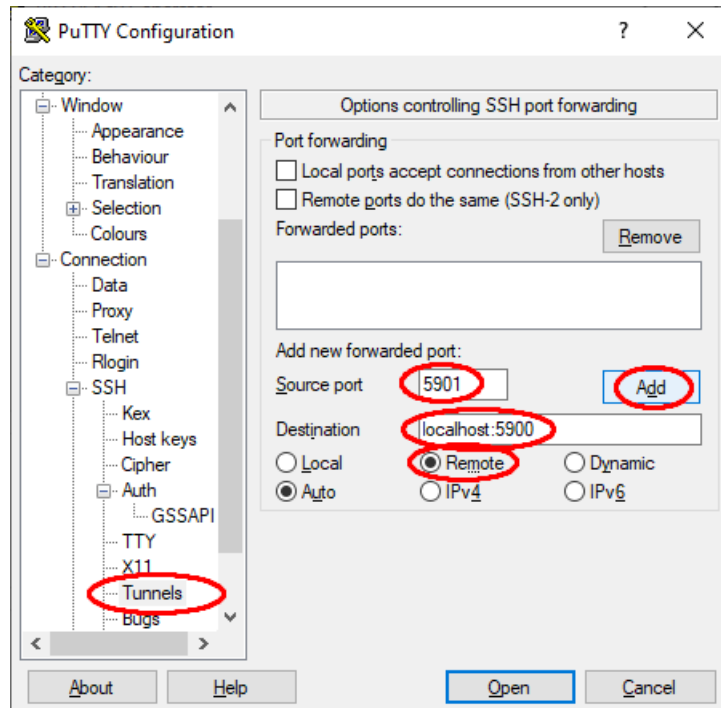 PuTTY Configuration ? ×
Category:
Window
Appearance
Behaviour
Translation
Selection
Colours
Connection
Data
Proxy
Telnet
Rlogin
SSH
Kex
Host keys
Cipher
Auth
GSSAPI
TTY
X11
Tunnels
Bugs
Options controlling SSH port forwarding
Port forwarding
Local ports accept connections from other hosts
Remote ports do the same (SSH-2 only)
Forwarded ports:
Remove
Add new forwarded port:
Source port 5901 Add
Destination localhost:5900
Local Remote Dynamic
Auto IPv4 IPv6
About Help Open Cancel